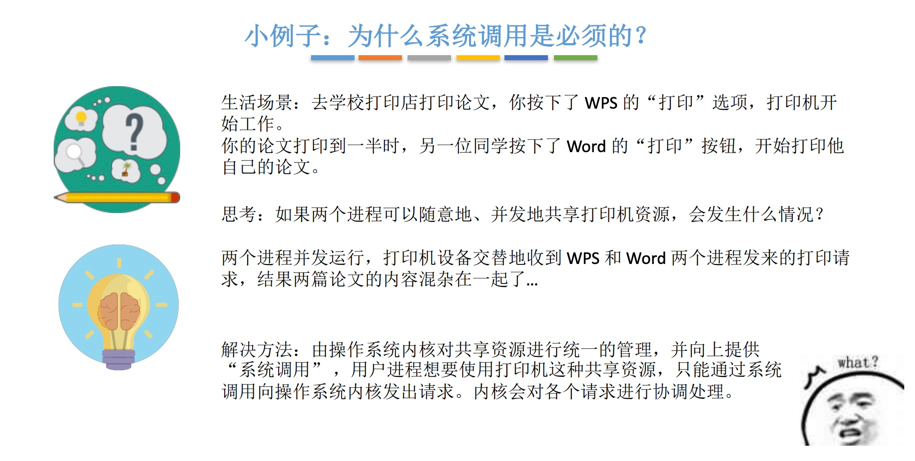 小例子：为什么系统调用是必须的？
生活场景：去学校打印店打印论文，你按下了 WPS 的“打印”选项，打印机开
始工作。
你的论文打印到一半时，另一位同学按下了 Word 的“打印”按钮，开始打印他
自己的论文。
思考：如果两个进程可以随意地、并发地共享打印机资源，会发生什么情况？
两个进程并发运行，打印机设备交替地收到 WPS 和 Word 两个进程发来的打印请
求，结果两篇论文的内容混杂在一起了...
解决方法：由操作系统内核对共享资源进行统一的管理，并向上提供
“系统调用”，用户进程想要使用打印机这种共享资源，只能通过系统
调用向操作系统内核发出请求。内核会对各个请求进行协调处理。
what?